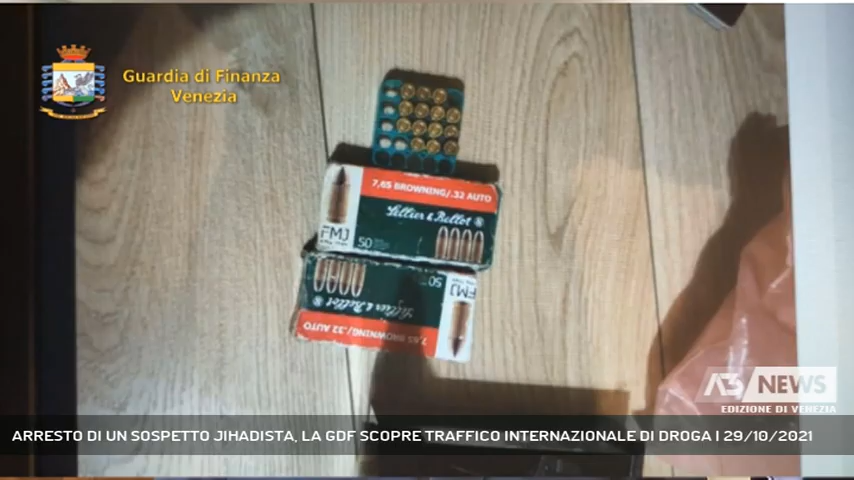 Guardia di Finanza
Venezia
7,65 BROWNING/.32 AUTO
Sellier & Bellot
FMJ
50
50
FMJ
Sellier & Bellot
7,65 BROWNING/.32 AUTO
A3 NEWS
EDIZIONE DI VENEZIA
ARRESTO DI UN SOSPETTO JIHADISTA, LA GDF SCOPRE TRAFFICO INTERNAZIONALE DI DROGA | 29/10/2021